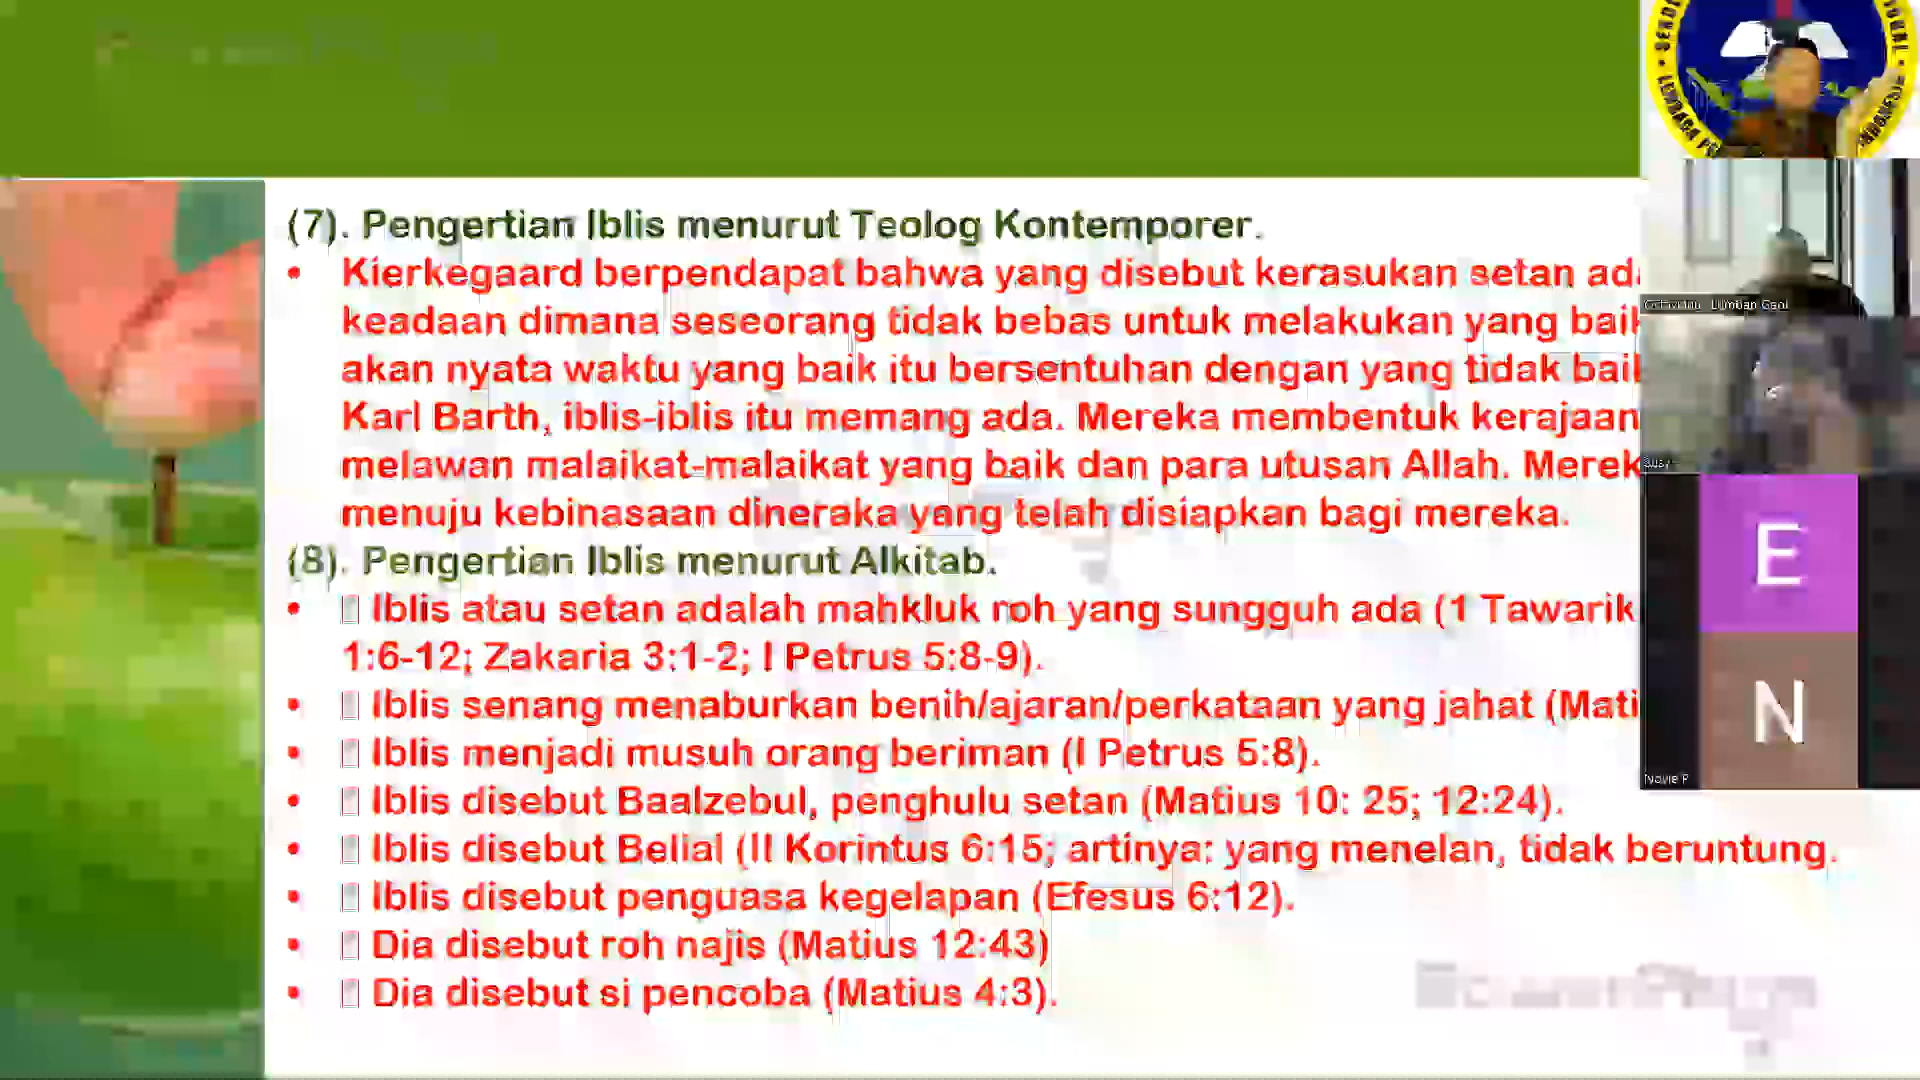 (7). Pengertian Iblis menurut Teolog Kontemporer.
• Kierkegaard berpendapat bahwa yang disebut kerasukan setan
keadaan dimana seseorang tidak bebas untuk melakukan yang
akan nyata waktu yang baik itu bersentuhan dengan yang tidak
Karl Barth, iblis-iblis itu memang ada. Mereka membentuk kerajaan
melawan malaikat-malaikat yang baik dan para utusan Allah.
menuju kebinasaan dineraka yang telah disiapkan bagi mereka.
(8). Pengertian Iblis menurut Alkitab.
• Iblis atau setan adalah mahkluk roh yang sungguh ada (1 Tawarik
1:6-12; Zakaria 3:1-2; I Petrus 5:8-9).
• Iblis senang menaburkan benih/ajaran/perkataan yang jahat (Mati
• Iblis menjadi musuh orang beriman (I Petrus 5:8).
• Iblis disebut Baalzebul, penghulu setan (Matius 10: 25; 12:24).
• Iblis disebut Belial (II Korintus 6:15; artinya: yang menelan, tidak beruntung.
• Iblis disebut penguasa kegelapan (Efesus 6:12).
• Dia disebut roh najis (Matius 12:43)
• Dia disebut si pencoba (Matius 4:3).
Lumban Gaol
Susy
E
N